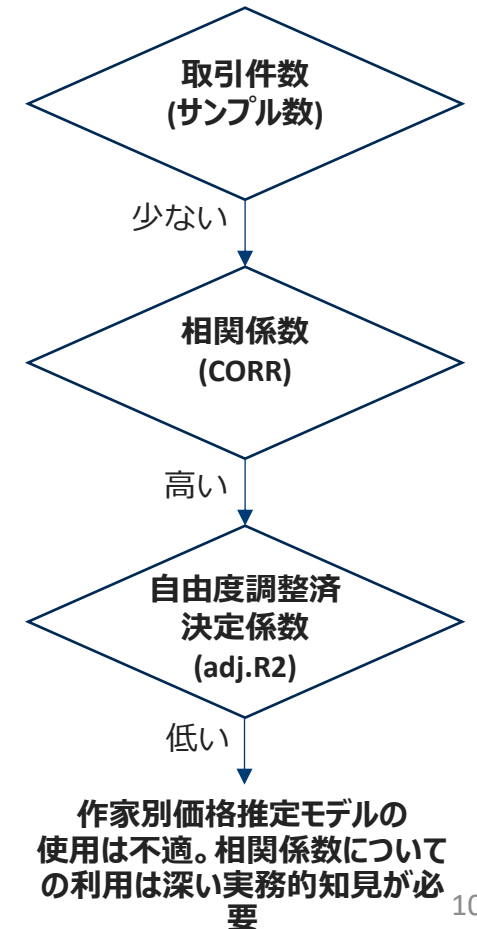 取引件数
(サンプル数)
少ない
相関係数
(CORR)
高い
自由度調整済
決定係数
(adj.R2)
低い
作家別価格推定モデルの
使用は不適。相関係数について
の利用は深い実務的知見が必
要
10